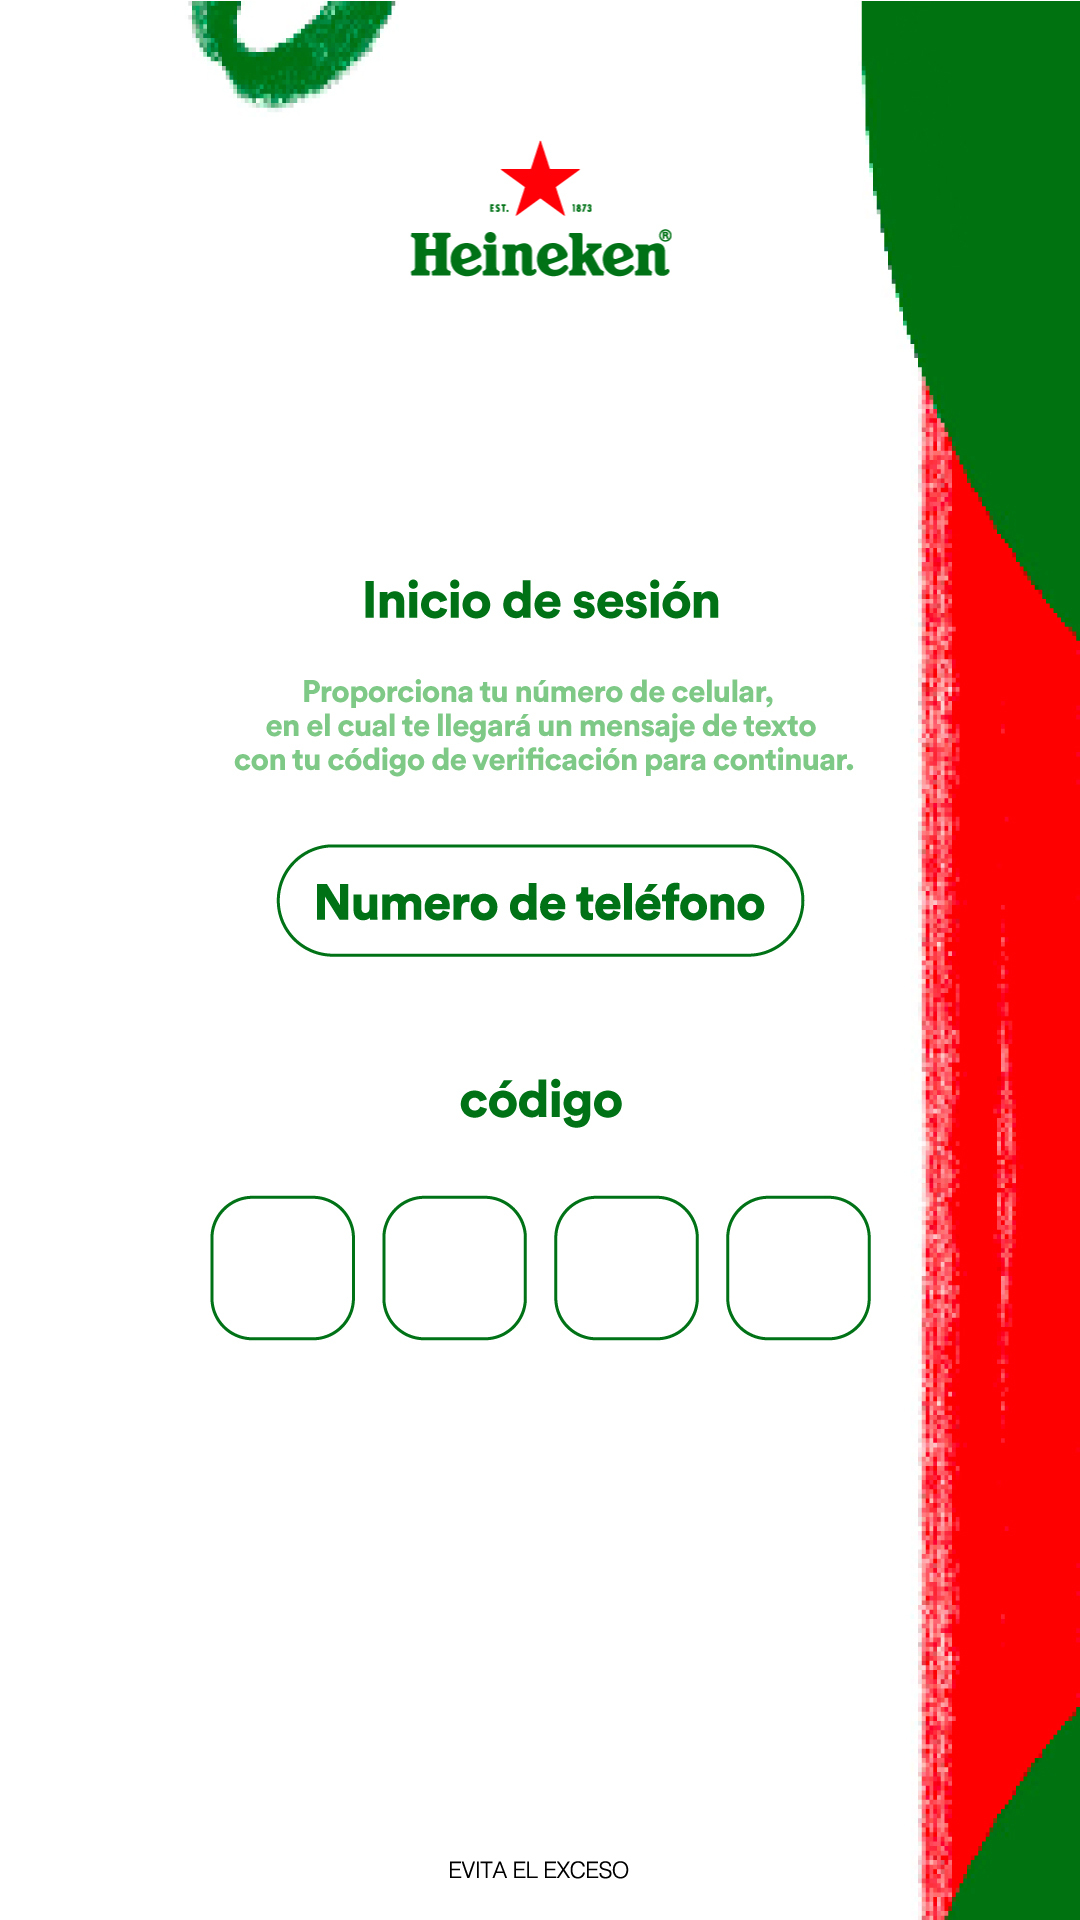 EST. 1873
Heineken®
Inicio de sesión
Proporciona tu número de celular,
en el cual te llegará un mensaje de texto
con tu código de verificación para continuar.
Numero de teléfono
código
EVITA EL EXCESO